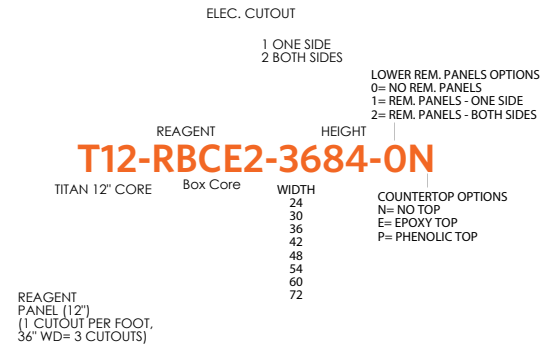 ELEC. CUTOUT
1 ONE SIDE
2 BOTH SIDES
LOWER REM. PANELS OPTIONS
0= NO REM. PANELS
1= REM. PANELS - ONE SIDE
2= REM. PANELS - BOTH SIDES
REAGENT
HEIGHT
T12-RBCE2-3684-0N
TITAN 12" CORE
Box Core
WIDTH
24
30
36
42
48
54
60
72
COUNTERTOP OPTIONS
N= NO TOP
E= EPOXY TOP
P= PHENOLIC TOP
REAGENT
PANEL (12")
(1 CUTOUT PER FOOT,
36" WD= 3 CUTOUTS)